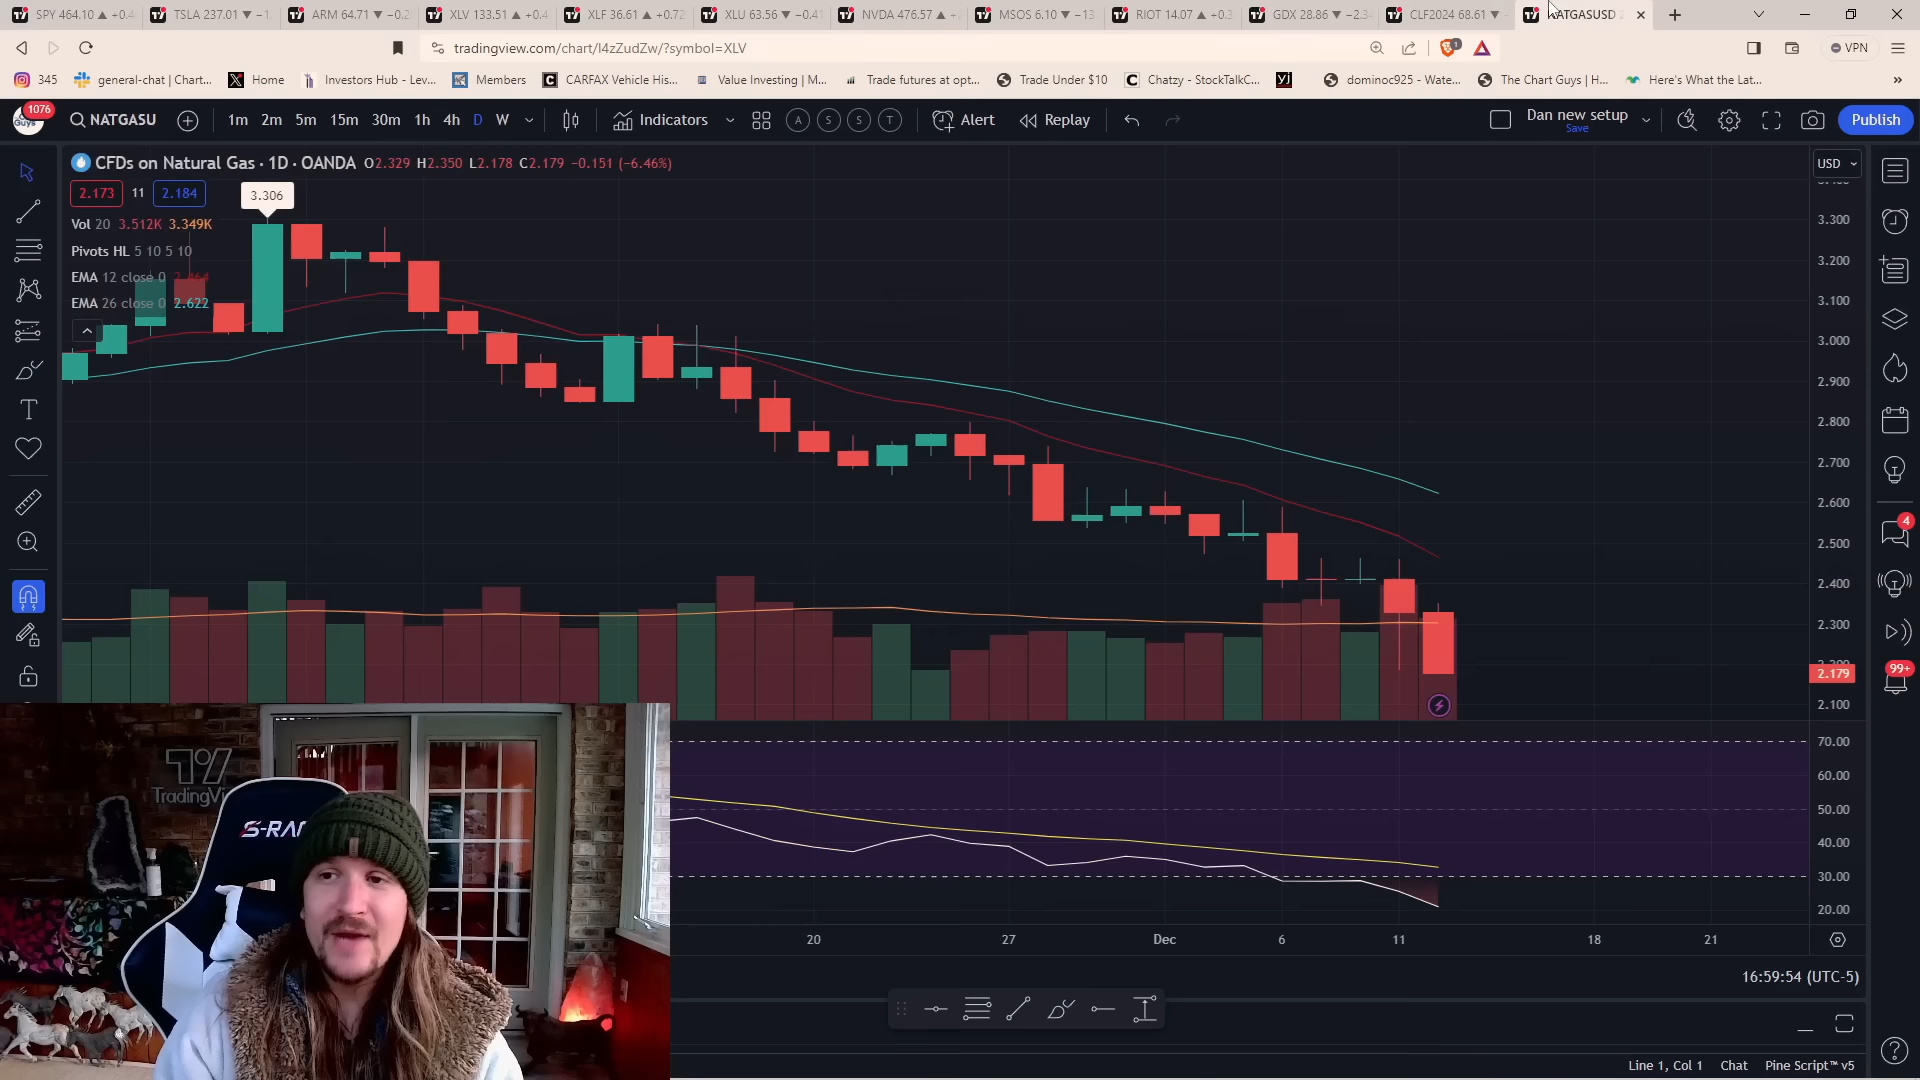 SPY 464.10
TSLA 237.01
ARM 64.71
XLV 133.51
XLF 36.61
XLU 63.56
NVDA 476.57
MSOS 6.10
RIOT 14.07
GDX 28.86
CLF2024 68.61
NATGASUSD
tradingview.com/chart/I4zZudZw/?symbol=XLV
VPN
345
general-chat | Chart...
Home
Investors Hub - Lev...
Members
CARFAX Vehicle His...
Value Investing | M...
Trade futures at opt...
Trade Under $10
Chatzy - StockTalkC...
dominoc925 - Wate...
The Chart Guys | H...
Here's What the Lat...
1076
NATGASU
1m 2m 5m 15m 30m 1h 4h D W
Indicators
A S S T
Alert
Replay
Dan new setup
Save
Publish
CFDs on Natural Gas · 1D · OANDA O2.329 H2.350 L2.178 C2.179 −0.151 (−6.46%)
USD
2.173 11 2.184
3.306
Vol 20 3.512K 3.349K
Pivots HL 5 10 5 10
EMA 12 close 0 2.464
EMA 26 close 0 2.622
3.300
3.200
3.100
3.000
2.900
2.800
2.700
2.600
2.500
2.400
2.300
2.179
2.100
4
99+
70.00
60.00
50.00
40.00
30.00
20.00
20 27 Dec 6 11 18 21
16:59:54 (UTC-5)
Line 1, Col 1 Chat Pine Script™ v5